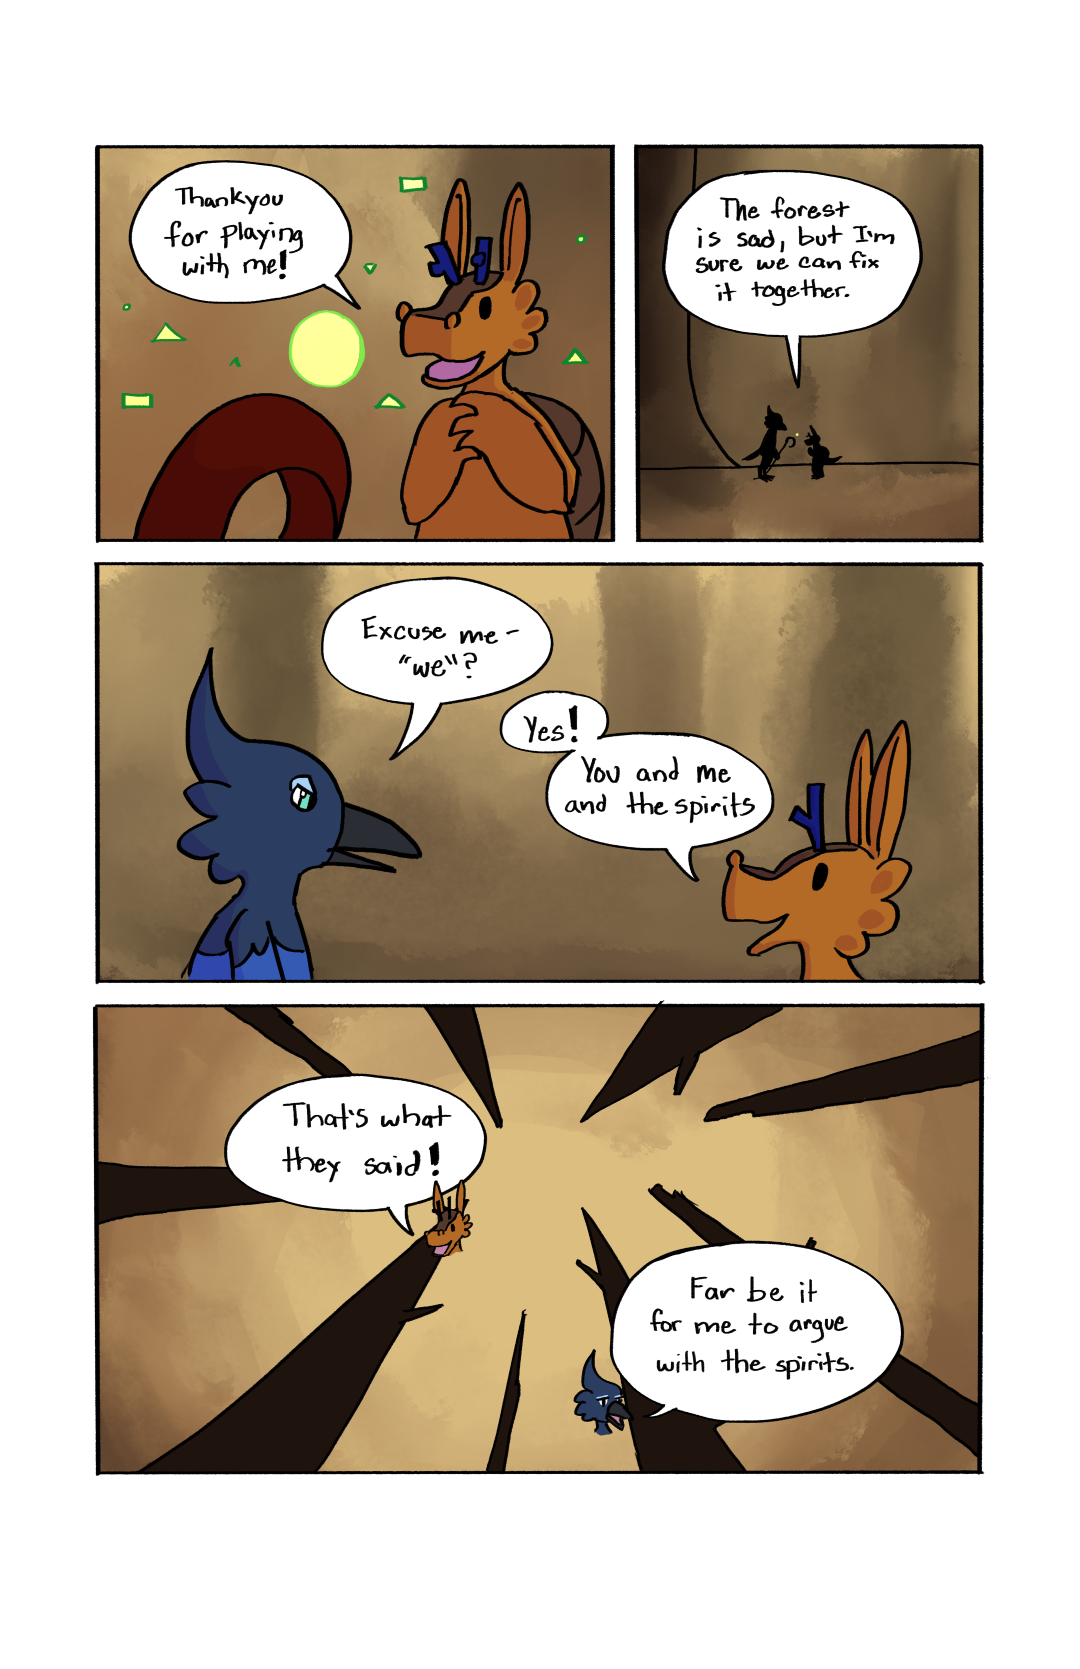 Thankyou
for playing
with me!
The forest
is sad, but I'm
sure we can fix
it together.
Excuse me -
"we"?
Yes!
You and me
and the spirits
That's what
they said!
Far be it
for me to argue
with the spirits.